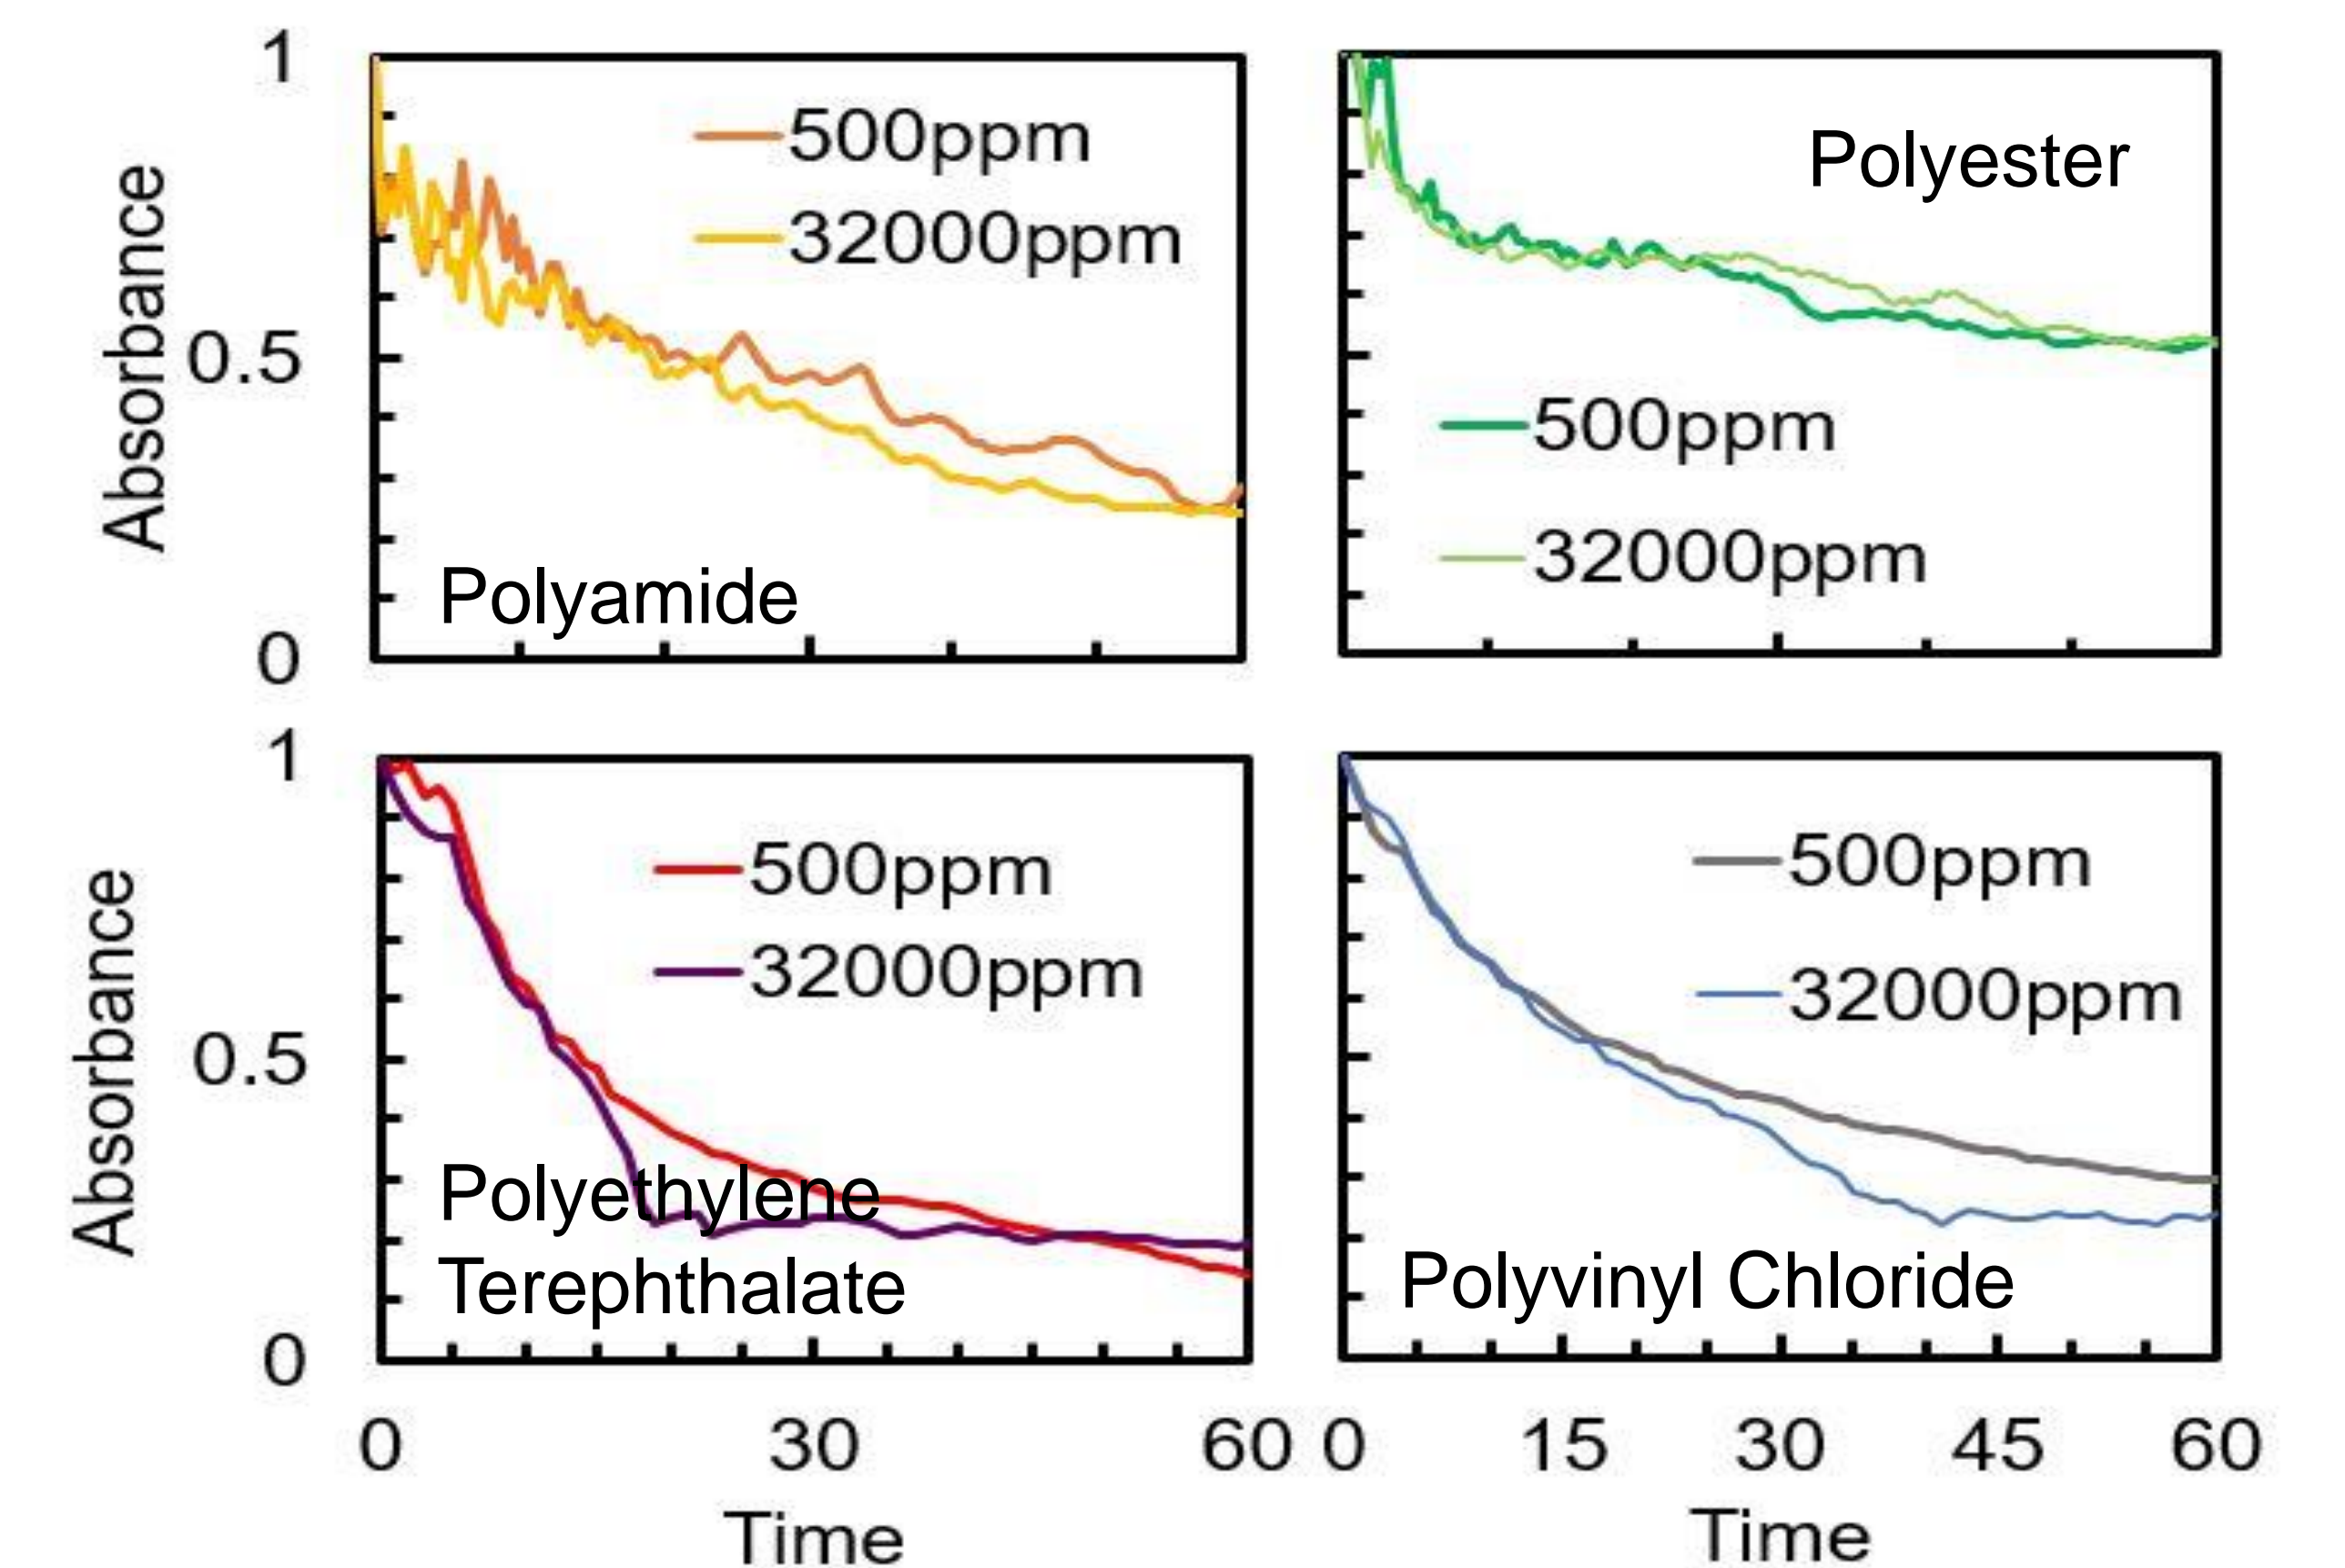 1
Absorbance
0.5
0
500ppm
32000ppm
Polyamide
Polyester
500ppm
32000ppm
1
Absorbance
0.5
0
500ppm
32000ppm
Polyethylene
Terephthalate
0 30 60
Time
500ppm
32000ppm
Polyvinyl Chloride
0 15 30 45 60
Time